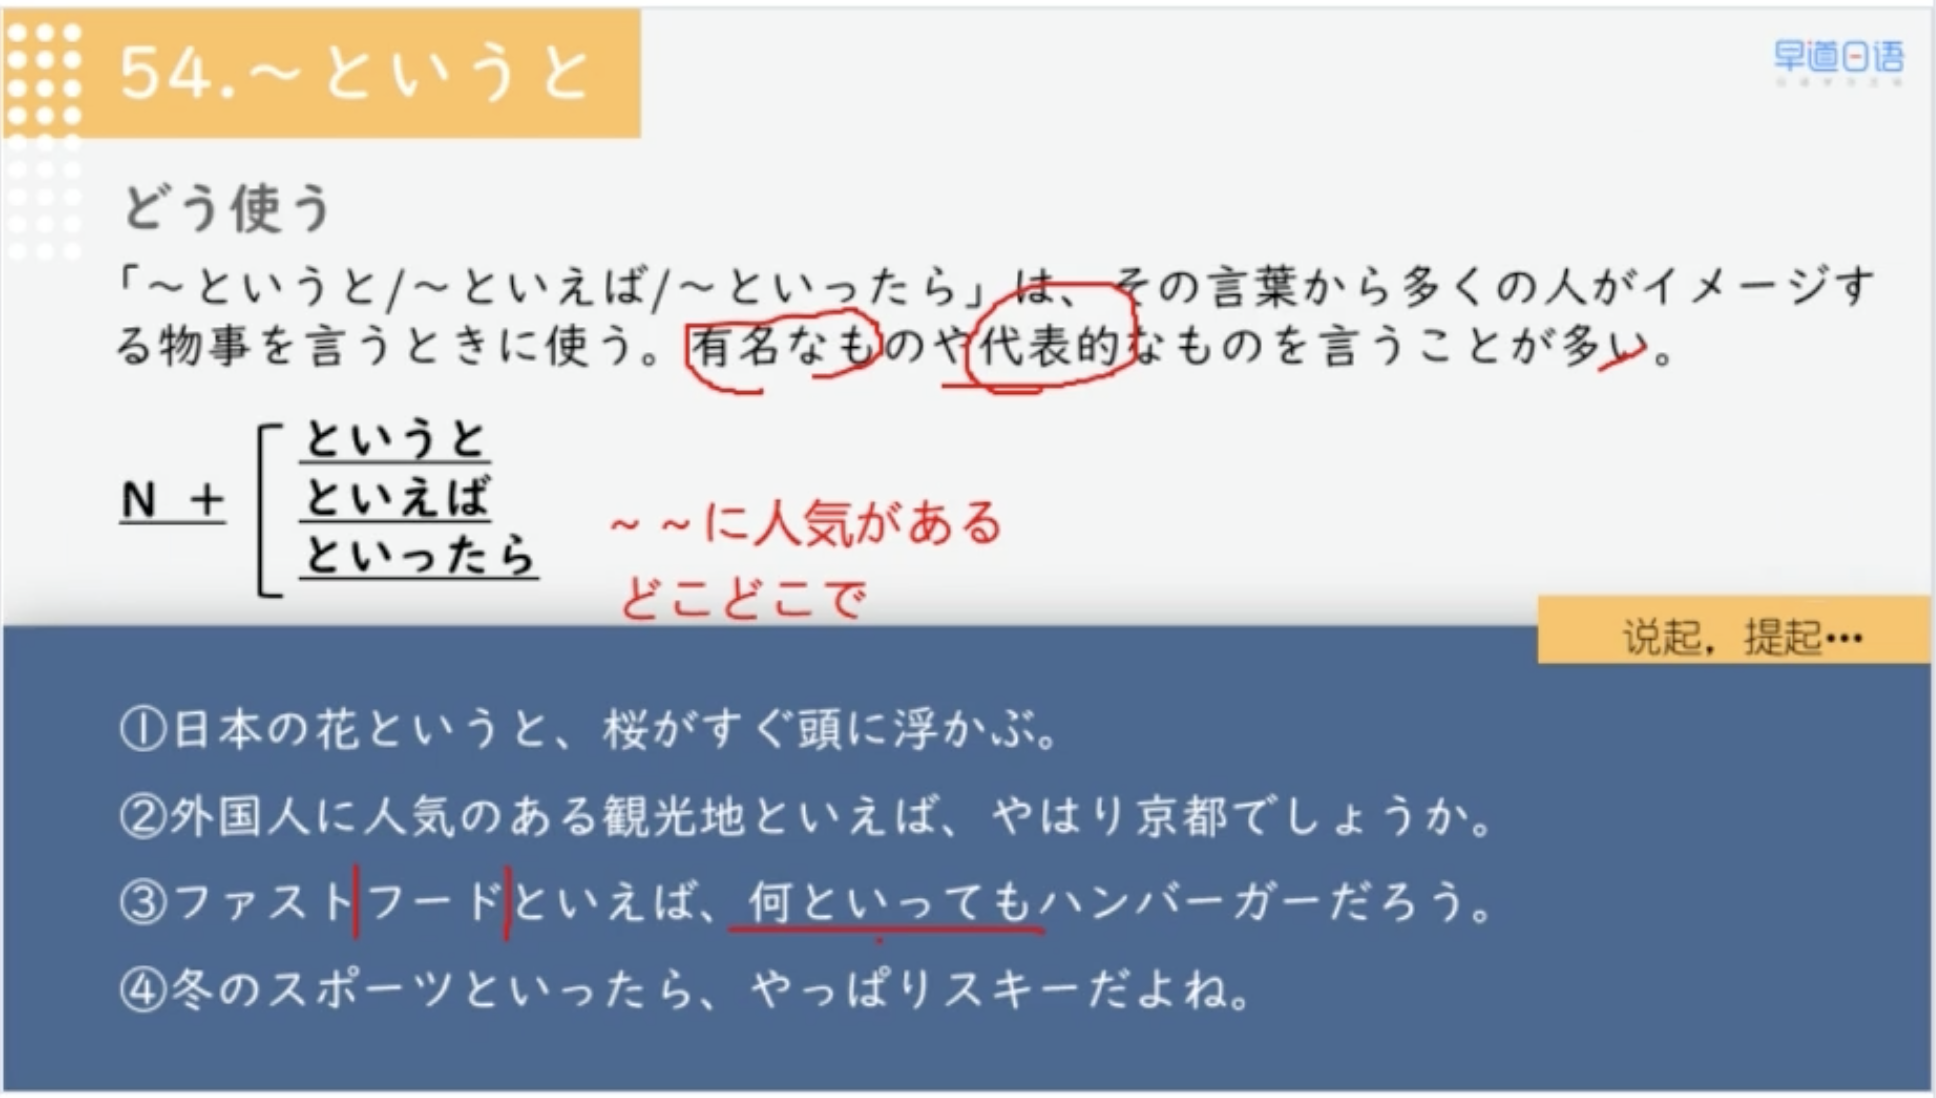 54.～というと
早道日语
どう使う
「～というと/～といえば/～といったら」は、その言葉から多くの人がイメージす
る物事を言うときに使う。有名なものや代表的なものを言うことが多い。
N +
というと
といえば
といったら
~ ~に人気がある
どこどこで
说起，提起…
①日本の花というと、桜がすぐ頭に浮かぶ。
②外国人に人気のある観光地といえば、やはり京都でしょうか。
③ファストフードといえば、何といってもハンバーガーだろう。
④冬のスポーツといったら、やっぱりスキーだよね。